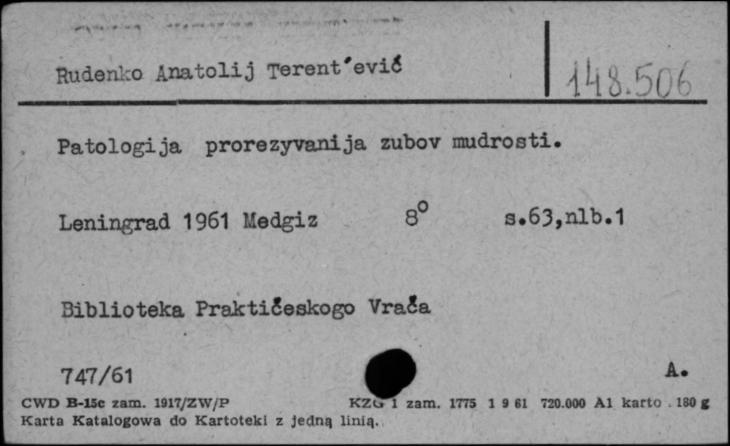 Rudenko Anatolij Terent'evič
148.506
Patologija prorezyvanija zubov mudrosti.
Leningrad 1961 Medgiz 8° s.63,nlb.1
Biblioteka Praktičeskogo Vrača
747/61 A.
CWD B-15c zam. 1917/ZW/P KZG 1 zam. 1775 1 9 61 720.000 A1 karto . 180 g
Karta Katalogowa do Kartoteki z jedną linią.